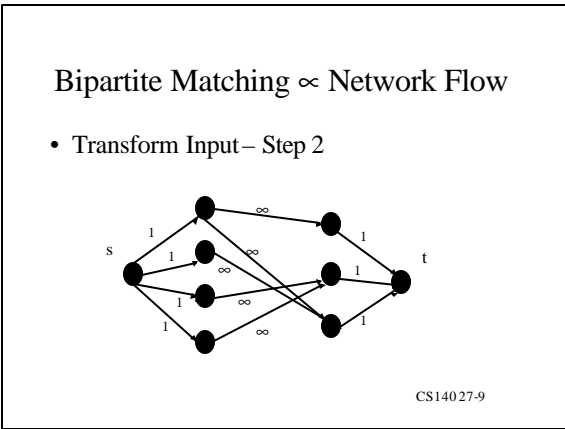 Bipartite Matching ∝ Network Flow
• Transform Input – Step 2
∞
1
1
s
∞
1
t
∞
1
1
∞
1
1
∞
CS140 27-9